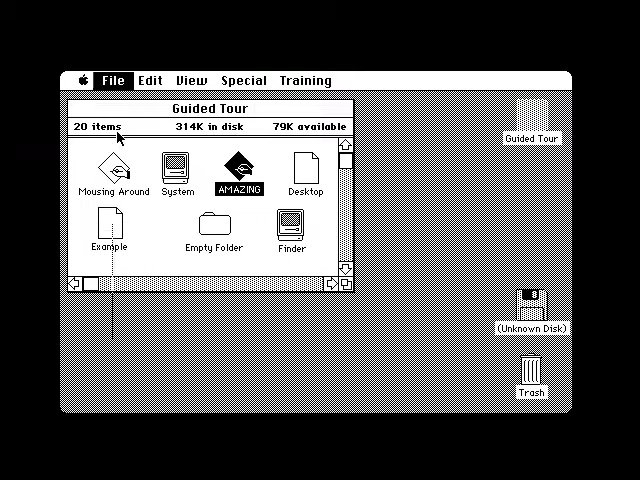 File Edit View Special Training
Guided Tour
20 items 314K in disk 79K available
Mousing Around System AMAZING Desktop
Example Empty Folder Finder
Guided Tour
(Unknown Disk)
Trash